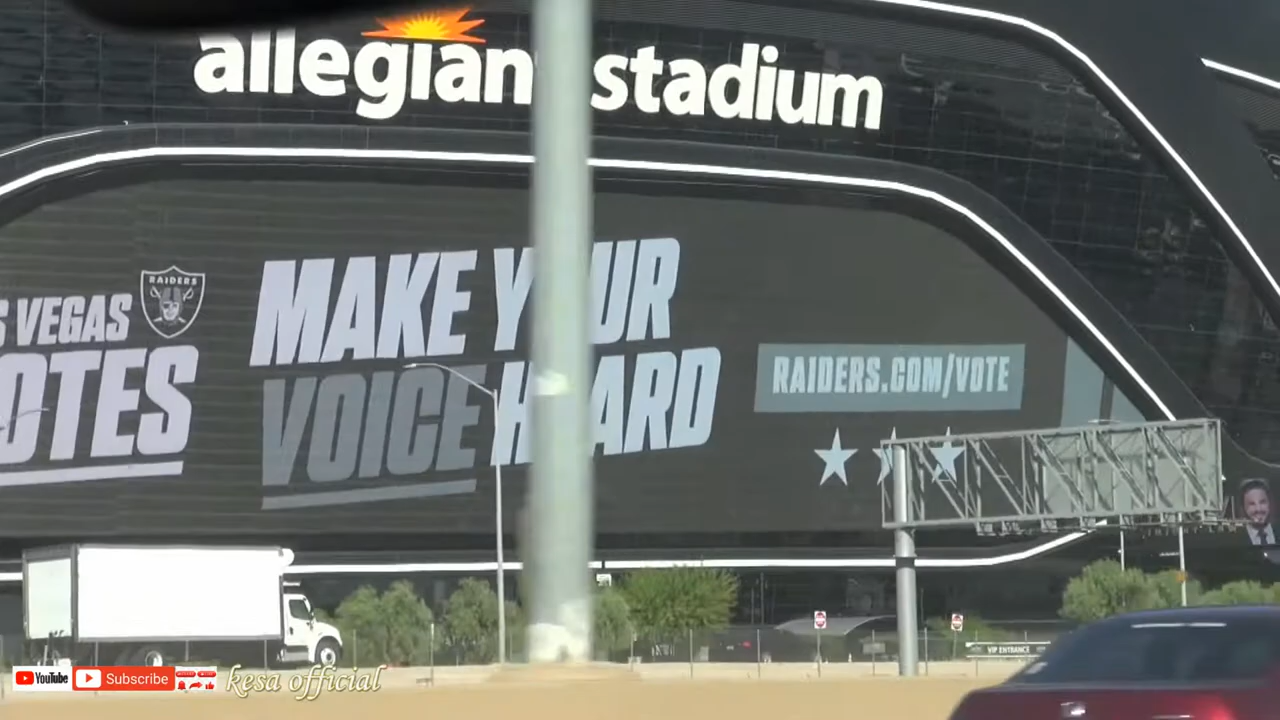 allegian stadium
RAIDERS
S VEGAS
OTES
MAKE Y UR
VOICE H ARD
RAIDERS.COM/VOTE
VIP ENTRANCE
YouTube
Subscribe
kesa official